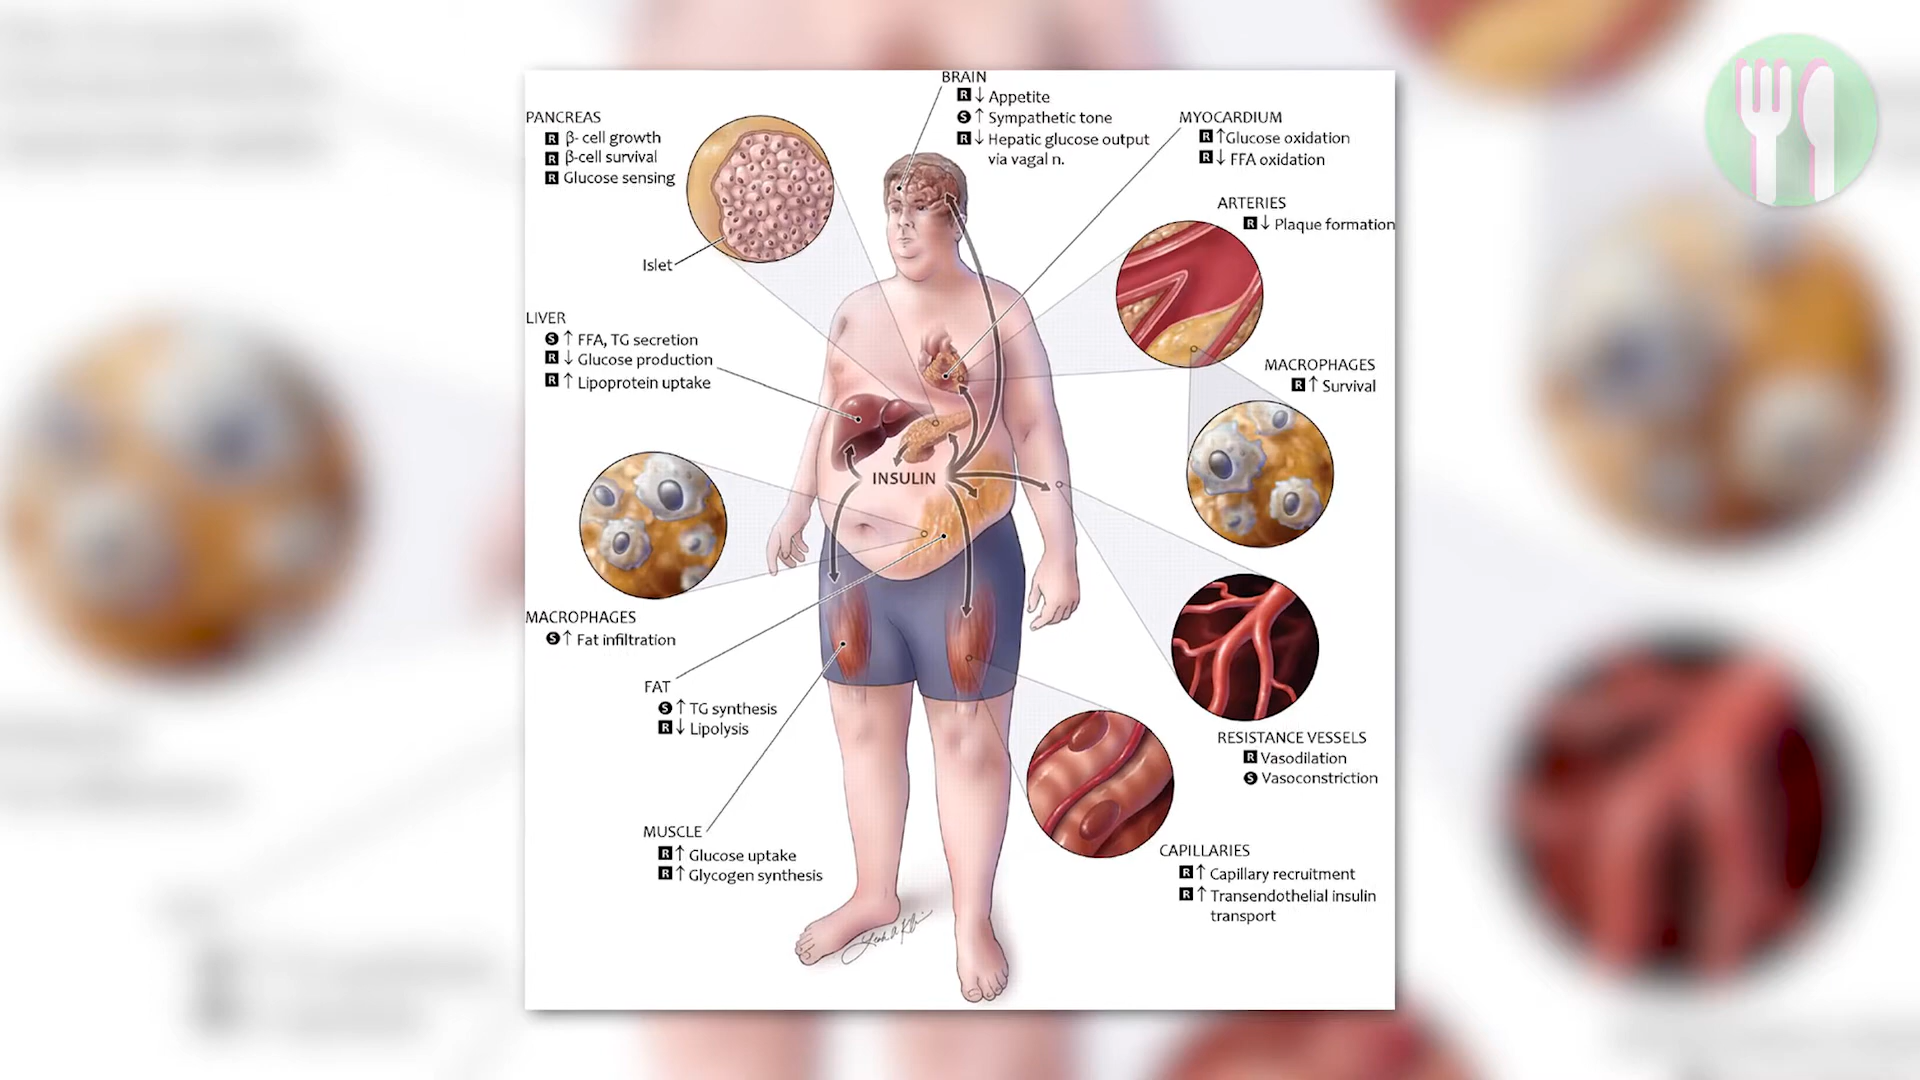 BRAIN
R ↓ Appetite
S ↑ Sympathetic tone
R ↓ Hepatic glucose output
via vagal n.
PANCREAS
R β- cell growth
R β-cell survival
R Glucose sensing
Islet
MYOCARDIUM
R ↑Glucose oxidation
R ↓ FFA oxidation
ARTERIES
R ↓ Plaque formation
LIVER
S ↑ FFA, TG secretion
R ↓ Glucose production
R ↑ Lipoprotein uptake
MACROPHAGES
R ↑ Survival
INSULIN
MACROPHAGES
S ↑ Fat infiltration
FAT
S ↑ TG synthesis
R ↓ Lipolysis
RESISTANCE VESSELS
R Vasodilation
S Vasoconstriction
MUSCLE
R ↑ Glucose uptake
R ↑ Glycogen synthesis
CAPILLARIES
R ↑ Capillary recruitment
R ↑ Transendothelial insulin
transport